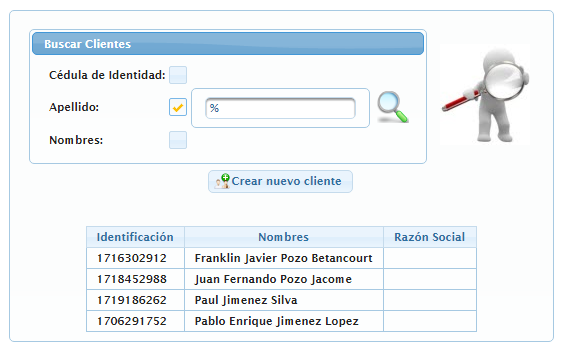 Buscar Clientes
Cédula de Identidad:
Apellido: %
Nombres:
Crear nuevo cliente
Identificación Nombres Razón Social
1716302912 Franklin Javier Pozo Betancourt
1718452988 Juan Fernando Pozo Jacome
1719186262 Paul Jimenez Silva
1706291752 Pablo Enrique Jimenez Lopez